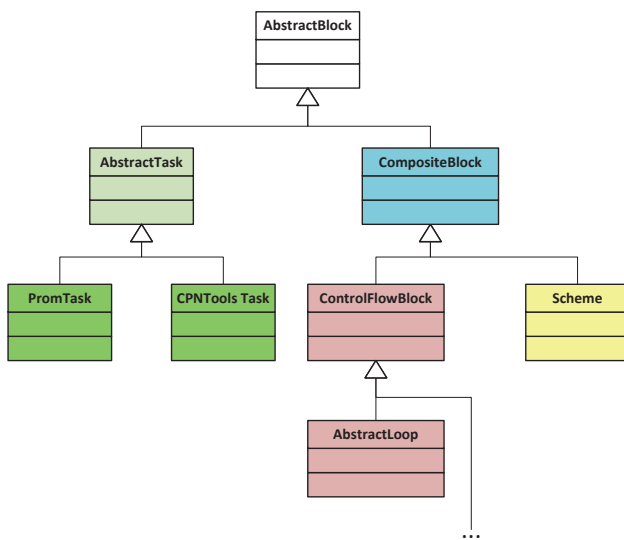 AbstractBlock
AbstractTask
CompositeBlock
PromTask
CPNTools Task
ControlFlowBlock
Scheme
AbstractLoop
...